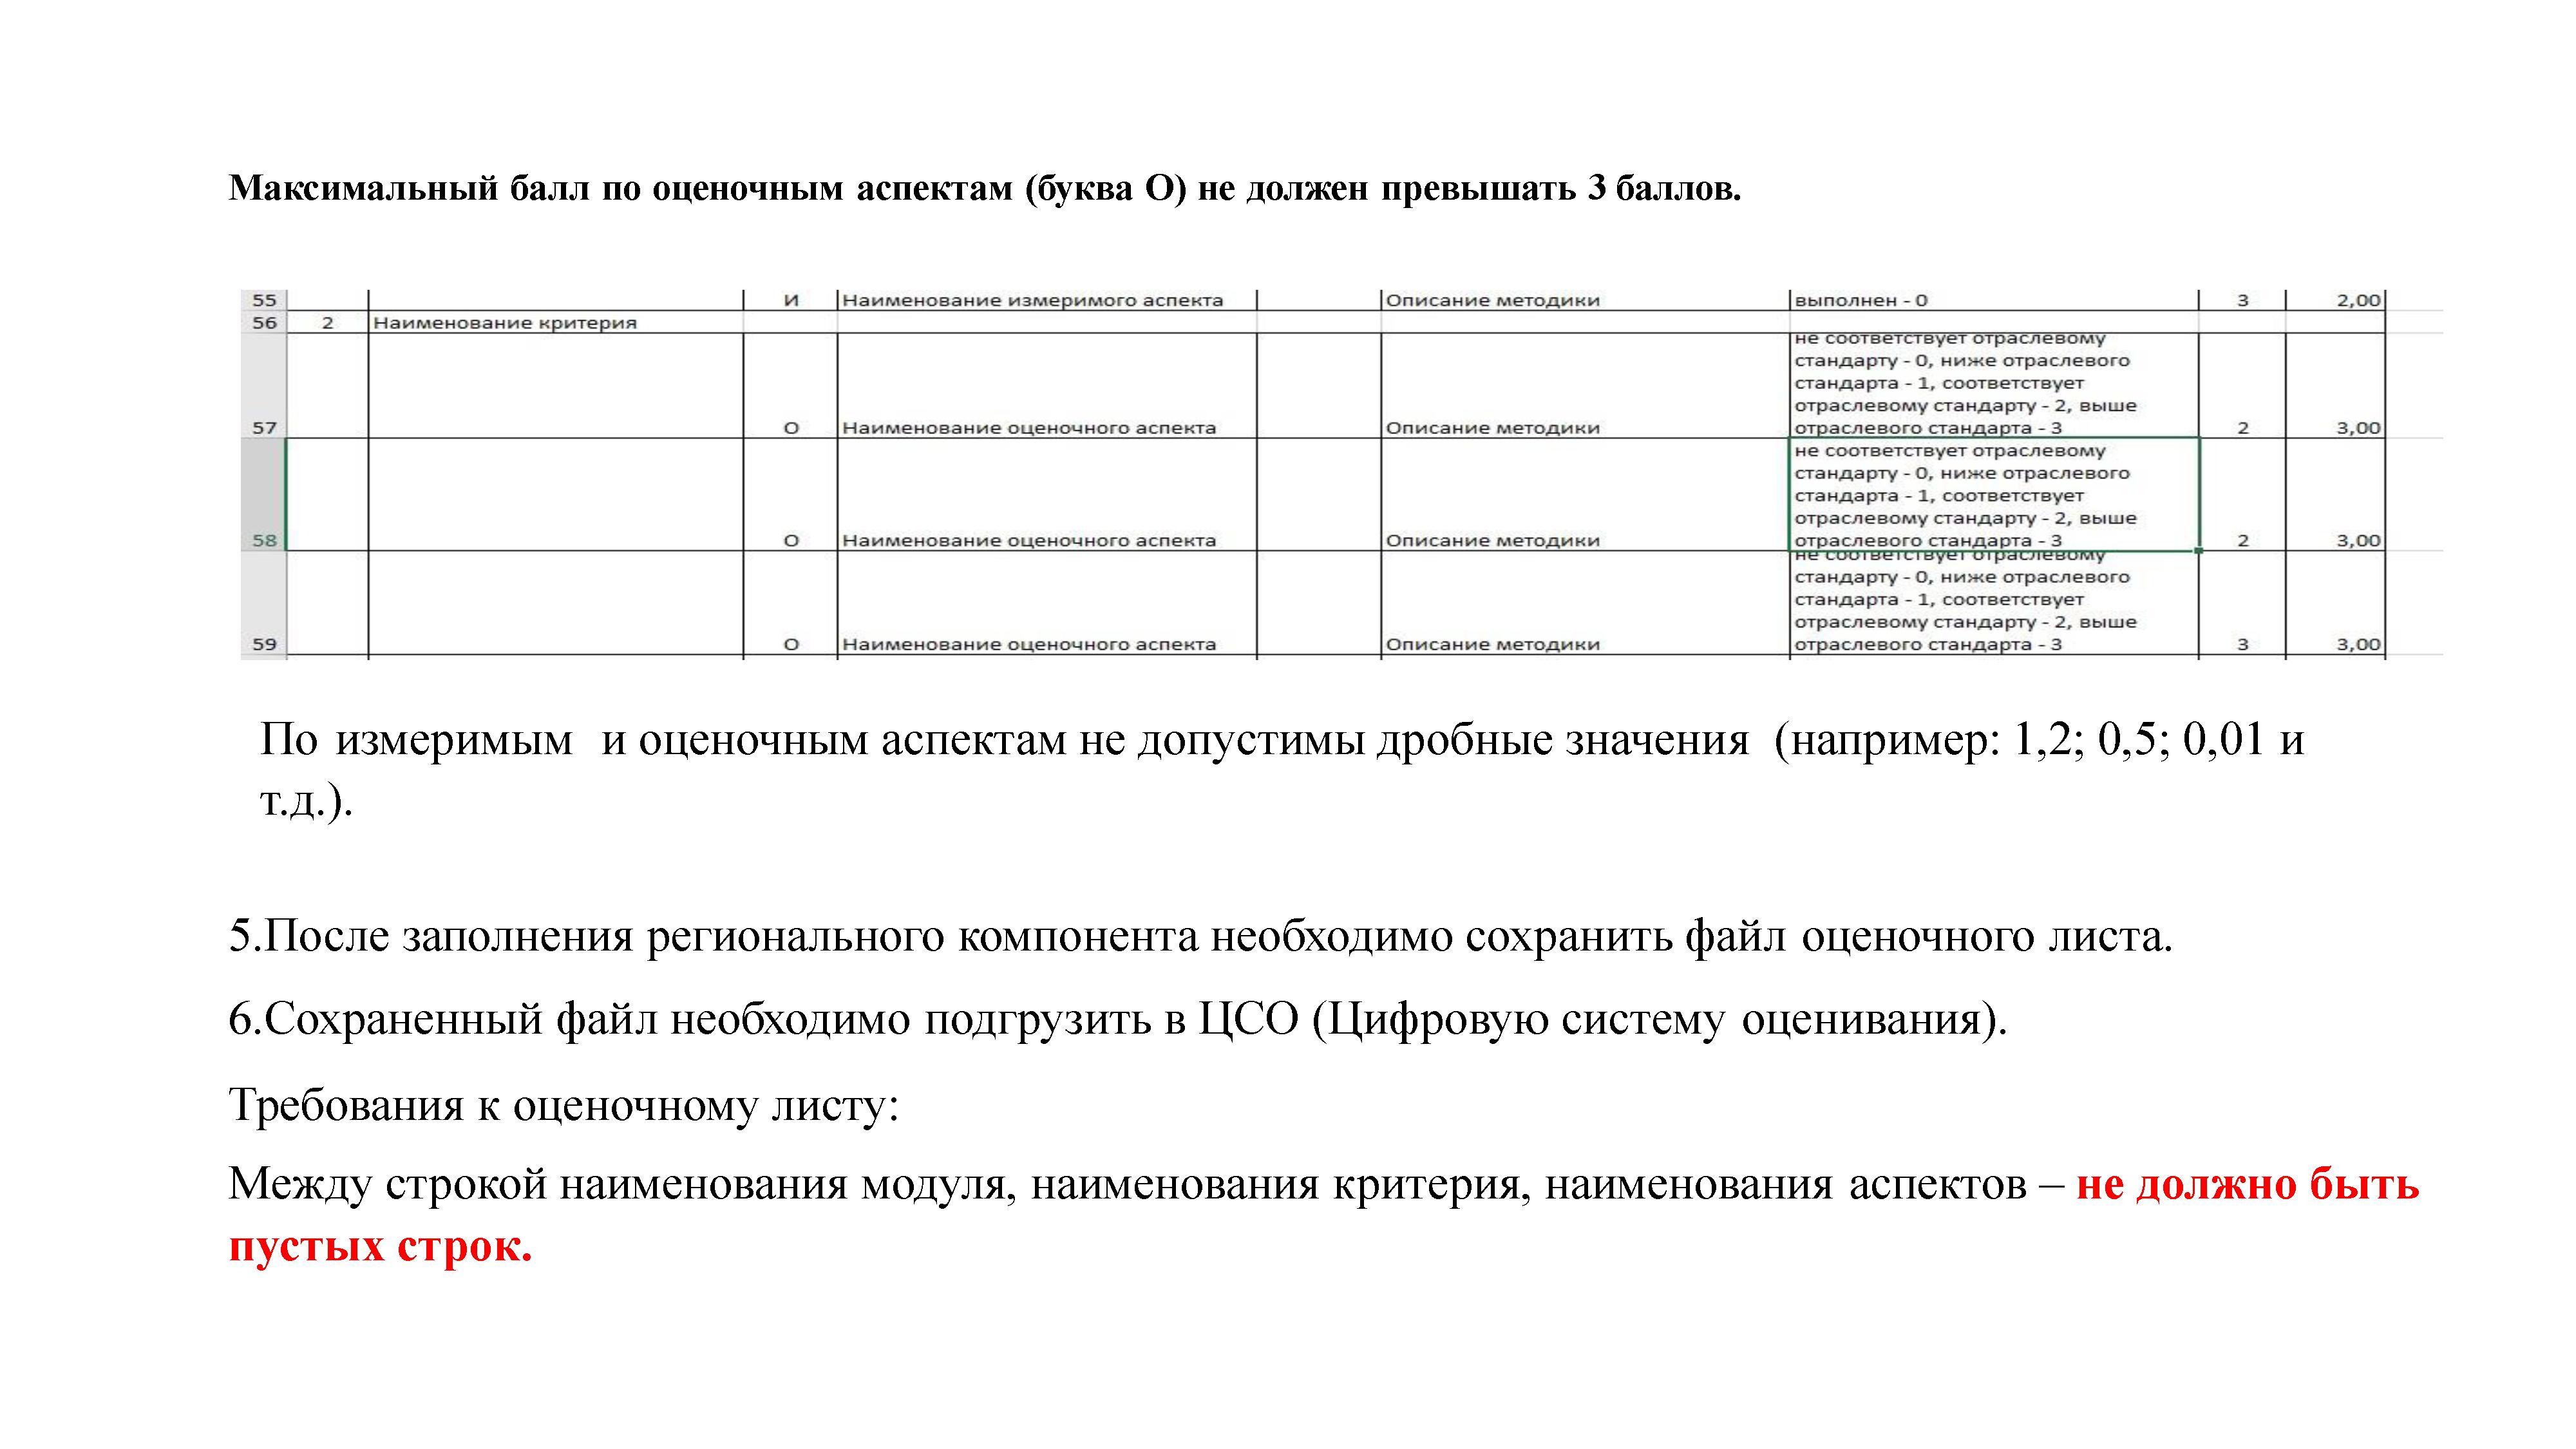 Максимальный балл по оценочным аспектам (буква О) не должен превышать 3 баллов.
55 И Наименование измеримого аспекта Описание методики выполнен - 0 3 2,00
56 2 Наименование критерия
не соответствует отраслевому
стандарту - 0, ниже отраслевого
стандарта - 1, соответствует
отраслевому стандарту - 2, выше
57 О Наименование оценочного аспекта Описание методики отраслевого стандарта - 3 2 3,00
не соответствует отраслевому
стандарту - 0, ниже отраслевого
стандарта - 1, соответствует
отраслевому стандарту - 2, выше
58 О Наименование оценочного аспекта Описание методики отраслевого стандарта - 3 2 3,00
не соответствует отраслевому
стандарту - 0, ниже отраслевого
стандарта - 1, соответствует
отраслевому стандарту - 2, выше
59 О Наименование оценочного аспекта Описание методики отраслевого стандарта - 3 3 3,00
По измеримым и оценочным аспектам не допустимы дробные значения (например: 1,2; 0,5; 0,01 и
т.д.).
5.После заполнения регионального компонента необходимо сохранить файл оценочного листа.
6.Сохраненный файл необходимо подгрузить в ЦСО (Цифровую систему оценивания).
Требования к оценочному листу:
Между строкой наименования модуля, наименования критерия, наименования аспектов – не должно быть
пустых строк.